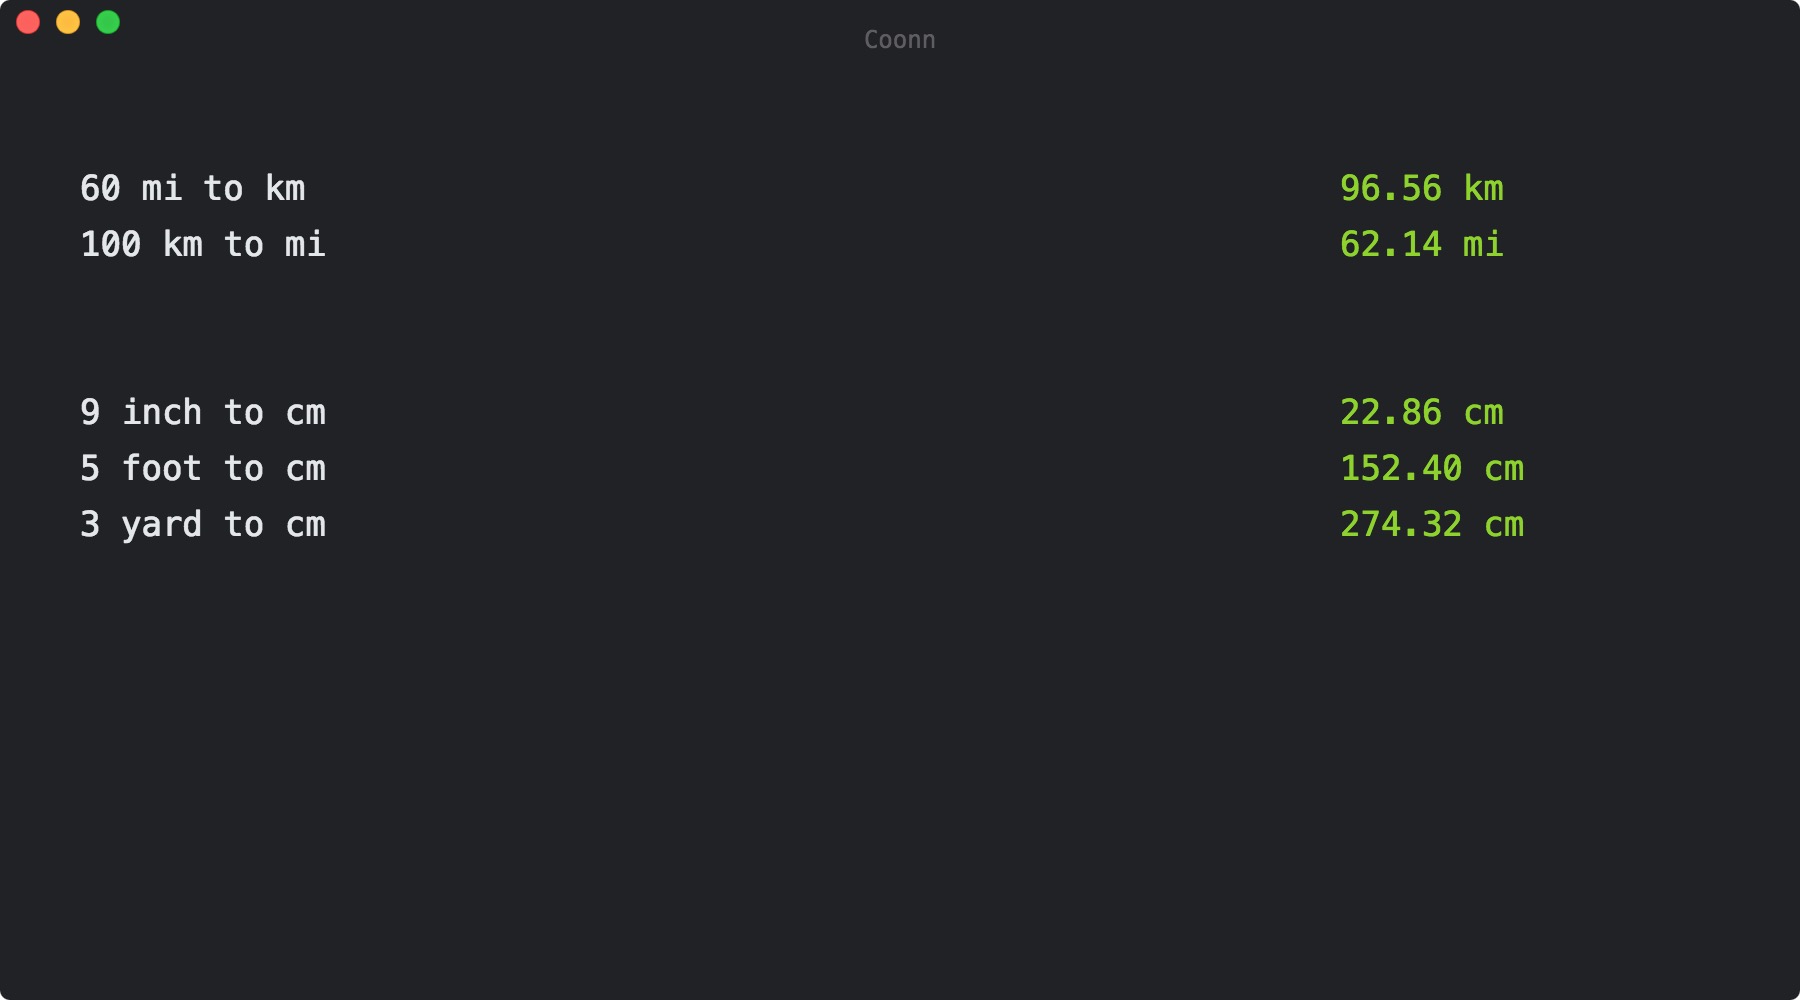 Coonn
60 mi to km 96.56 km
100 km to mi 62.14 mi
9 inch to cm 22.86 cm
5 foot to cm 152.40 cm
3 yard to cm 274.32 cm